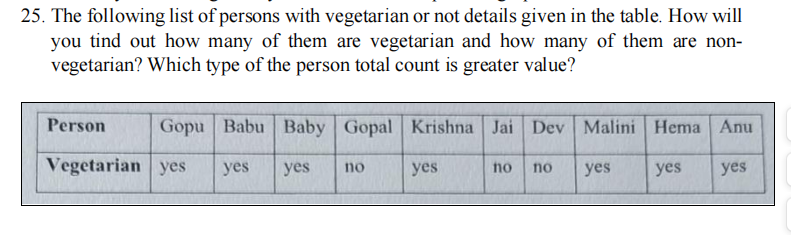 25. The following list of persons with vegetarian or not details given in the table. How will
you tind out how many of them are vegetarian and how many of them are non-
vegetarian? Which type of the person total count is greater value?
Person Gopu Babu Baby Gopal Krishna Jai Dev Malini Hema Anu
Vegetarian yes yes yes no yes no no yes yes yes